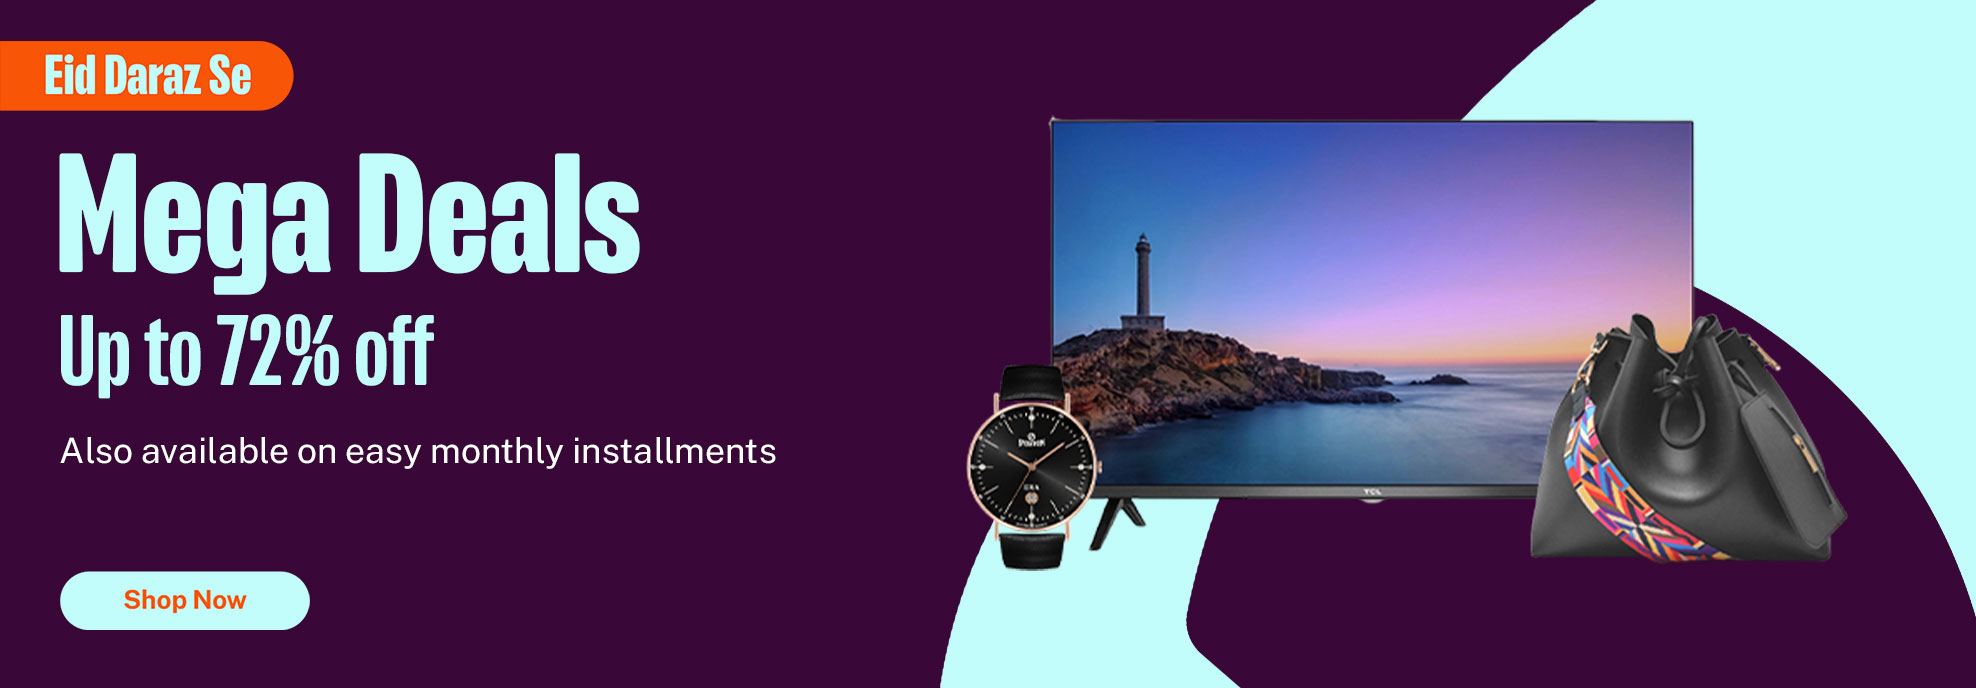 Eid Daraz Se
Mega Deals
Up to 72% off
Also available on easy monthly installments
Shop Now
TCL